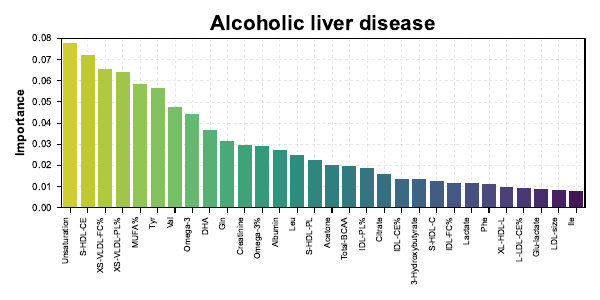 Alcoholic liver disease
Importance
0.08
0.07
0.06
0.05
0.04
0.03
0.02
0.01
0.00
Unsaturation
S-HDL-CE
XS-VLDL-FC%
XS-VLDL-PL%
MUFA%
Tyr
Val
Omega-3
DHA
Gln
Creatinine
Omega-3%
Albumin
Leu
S-HDL-PL
Acetone
Total-BCAA
IDL-PL%
Citrate
IDL-CE%
3-Hydroxybutyrate
S-HDL-C
IDL-FC%
Lactate
Phe
XL-HDL-L
L-LDL-CE%
Glu-lactate
LDL-size
Ile